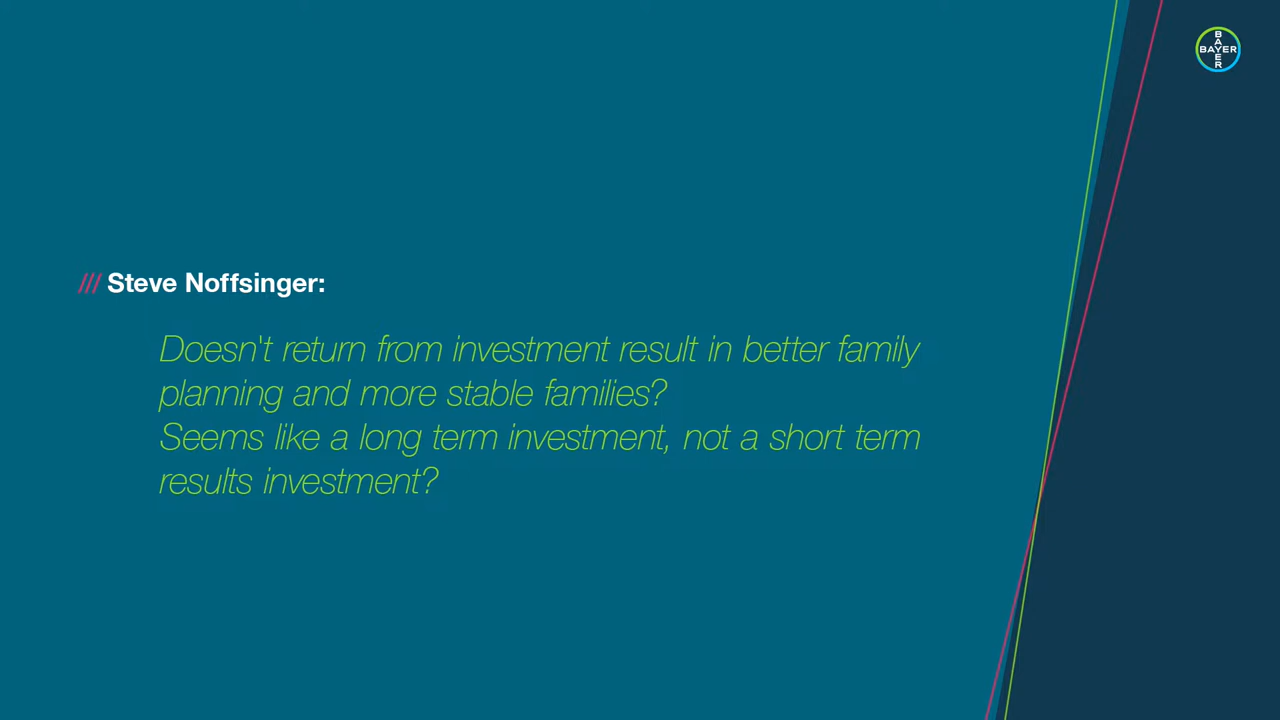 BAYER
BAYER
/// Steve Noffsinger:
Doesn't return from investment result in better family
planning and more stable families?
Seems like a long term investment, not a short term
results investment?